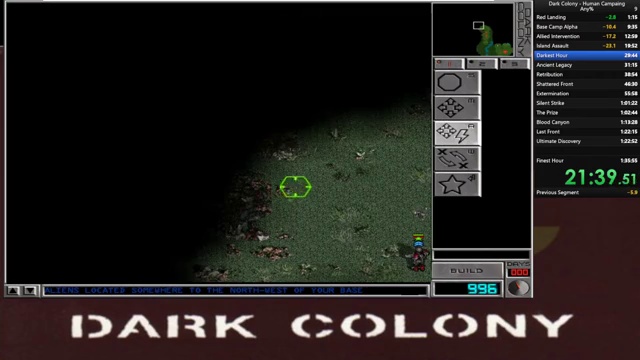 Dark Colony - Human Campaing
Any% 9
Red Landing -2.8 1:15
Base Camp Alpha -10.4 9:35
Allied Intervention -17.2 12:59
Island Assault -23.1 19:52
Darkest Hour 29:44
Ancient Legacy 31:15
Retribution 38:54
Shattered Front 46:30
Extermination 55:58
Silent Strike 1:01:22
The Prize 1:02:44
Blood Canyon 1:13:28
Last Front 1:22:15
Ultimate Discovery 1:22:52
Finest Hour 1:35:55
21:39.51
Previous Segment -5.9
DARK COLONY
BUILD
DAYS
000
996
ALIENS LOCATED SOMEWHERE TO THE NORTH-WEST OF YOUR BASE
DARK COLONY